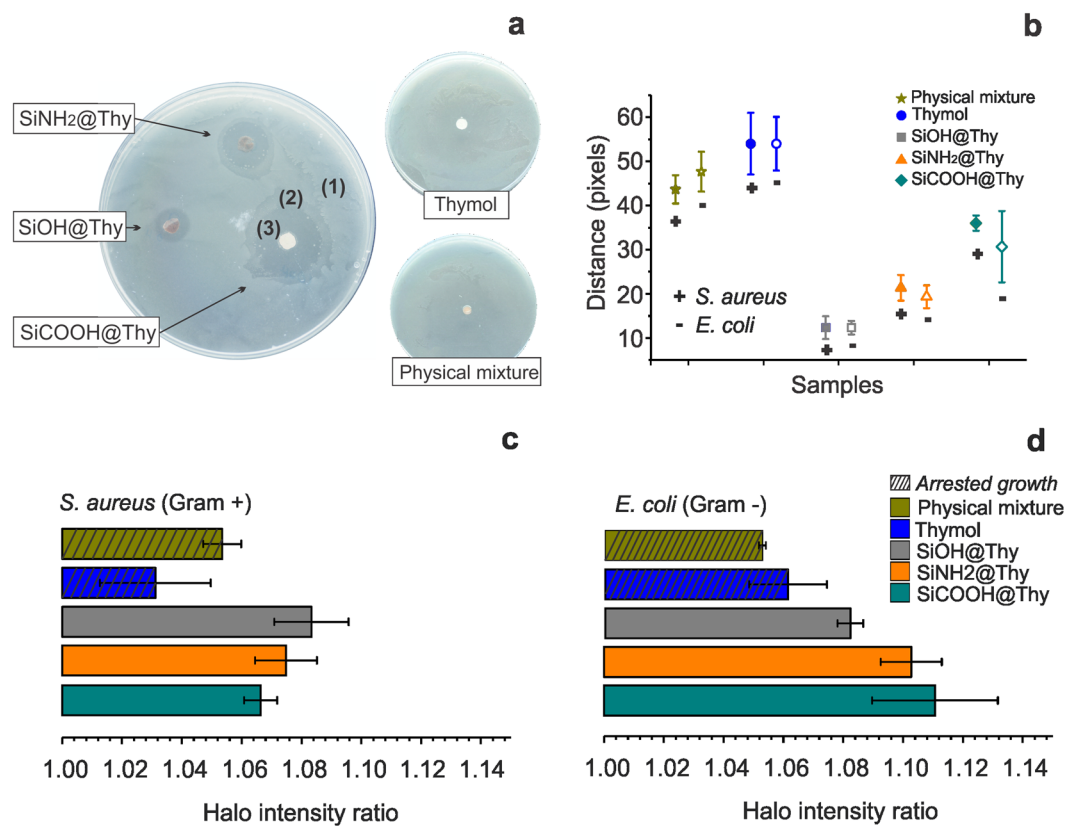 a
SiNH2@Thy
SiOH@Thy
SiCOOH@Thy
(1)
(2)
(3)
Thymol
Physical mixture
b
Distance (pixels)
60
50
40
30
20
10
Physical mixture
Thymol
SiOH@Thy
SiNH2@Thy
SiCOOH@Thy
S. aureus
E. coli
Samples
c
S. aureus (Gram +)
1.00 1.02 1.04 1.06 1.08 1.10 1.12 1.14
Halo intensity ratio
d
E. coli (Gram -)
Arrested growth
Physical mixture
Thymol
SiOH@Thy
SiNH2@Thy
SiCOOH@Thy
1.00 1.02 1.04 1.06 1.08 1.10 1.12 1.14
Halo intensity ratio